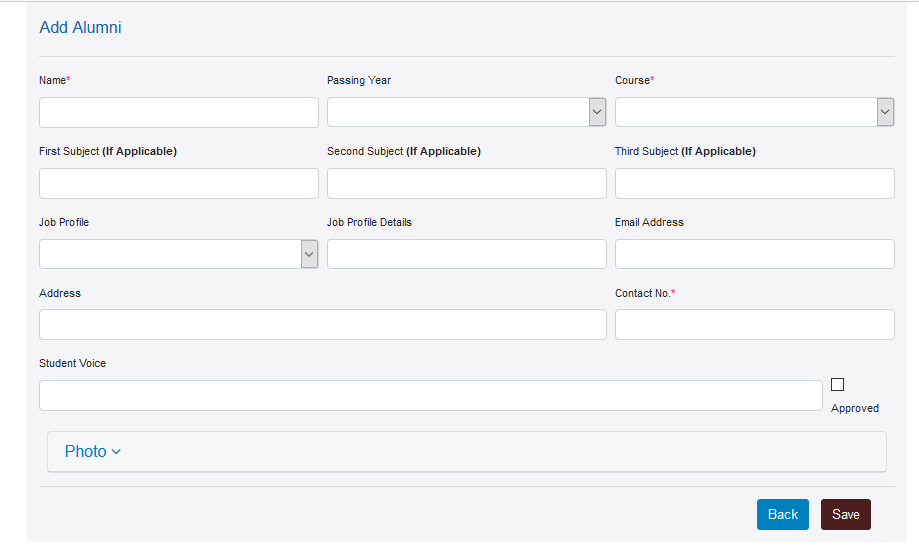 Add Alumni
Name* Passing Year Course*
First Subject (If Applicable) Second Subject (If Applicable) Third Subject (If Applicable)
Job Profile Job Profile Details Email Address
Address Contact No.*
Student Voice
Approved
Photo
Back Save